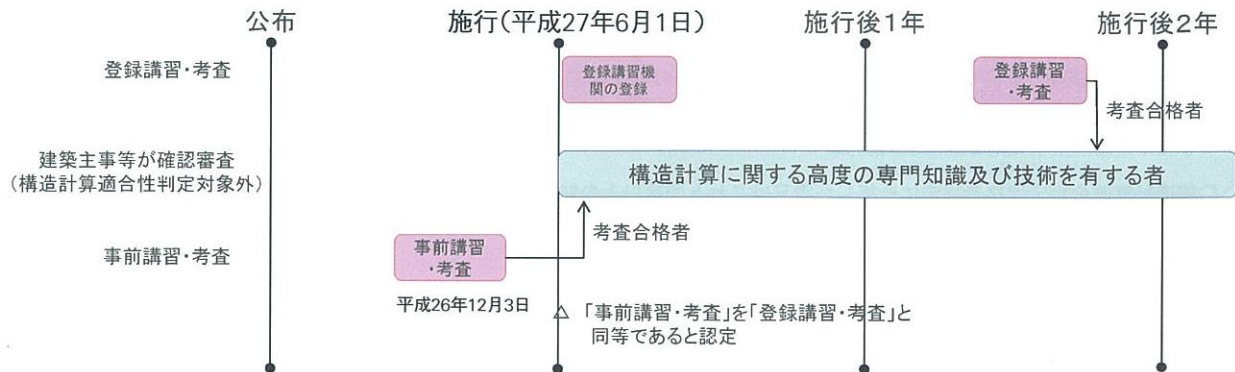 公布
施行(平成27年6月1日)
施行後1年
施行後2年
登録講習・考査
登録講習機
関の登録
登録講習
・考査
考査合格者
建築主事等が確認審査
(構造計算適合性判定対象外)
構造計算に関する高度の専門知識及び技術を有する者
考査合格者
事前講習・考査
事前講習
・考査
平成26年12月3日
△ 「事前講習・考査」を「登録講習・考査」と
同等であると認定